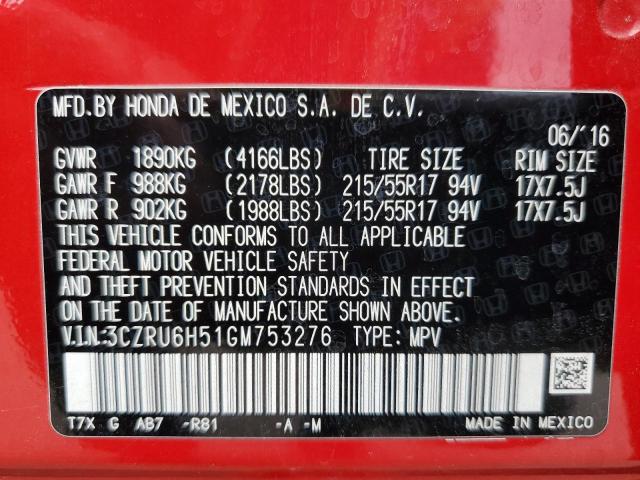 MFD.BY HONDA DE MEXICO S.A. DE C.V.
06/'16
GVWR 1890KG (4166LBS) TIRE SIZE RIM SIZE
GAWR F 988KG (2178LBS) 215/55R17 94V 17X7.5J
GAWR R 902KG (1988LBS) 215/55R17 94V 17X7.5J
THIS VEHICLE CONFORMS TO ALL APPLICABLE
FEDERAL MOTOR VEHICLE SAFETY
AND THEFT PREVENTION STANDARDS IN EFFECT
ON THE DATE OF MANUFACTURE SHOWN ABOVE.
V.I.N:3CZRU6H51GM753276 TYPE: MPV
T7X G AB7 -R81 -A -M MADE IN MEXICO